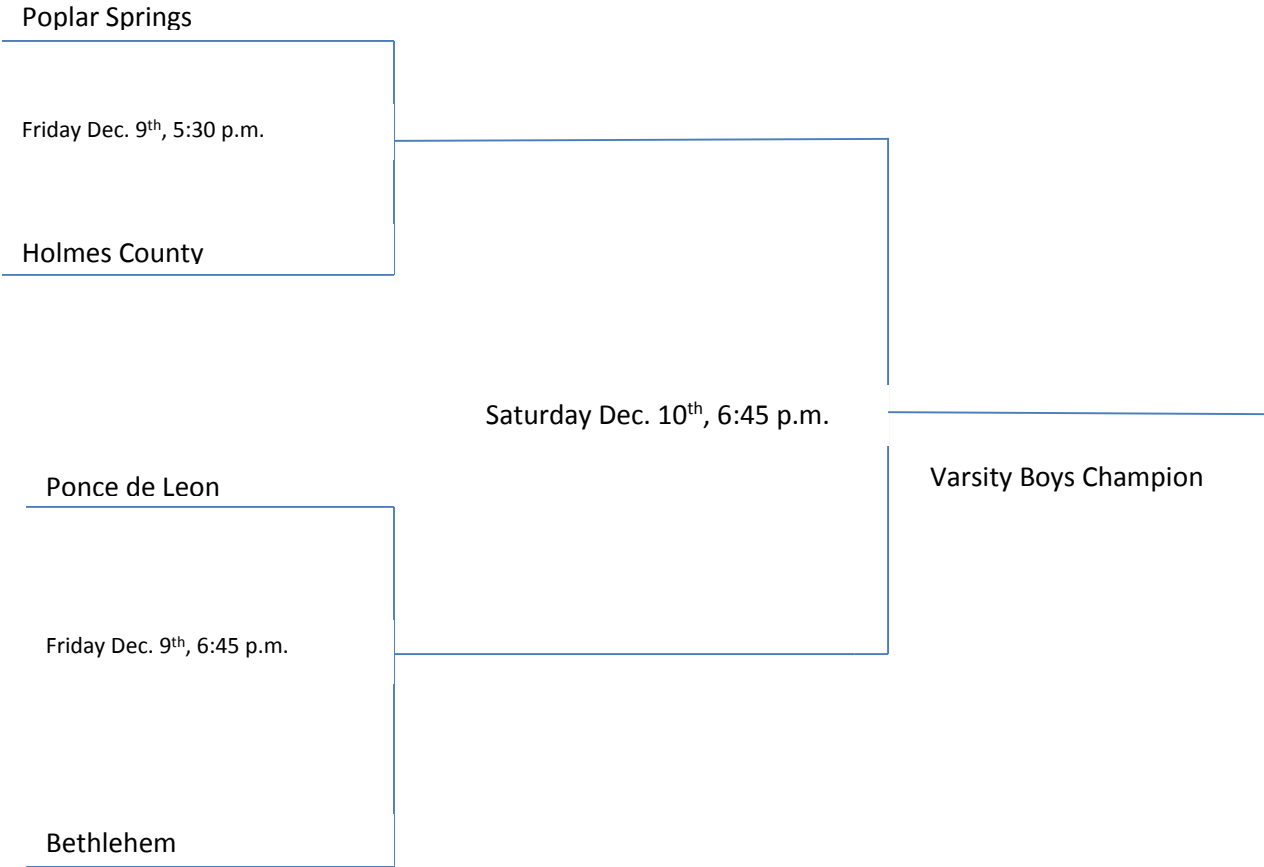 Poplar Springs
Friday Dec. 9th, 5:30 p.m.
Holmes County
Saturday Dec. 10th, 6:45 p.m.
Ponce de Leon
Varsity Boys Champion
Friday Dec. 9th, 6:45 p.m.
Bethlehem